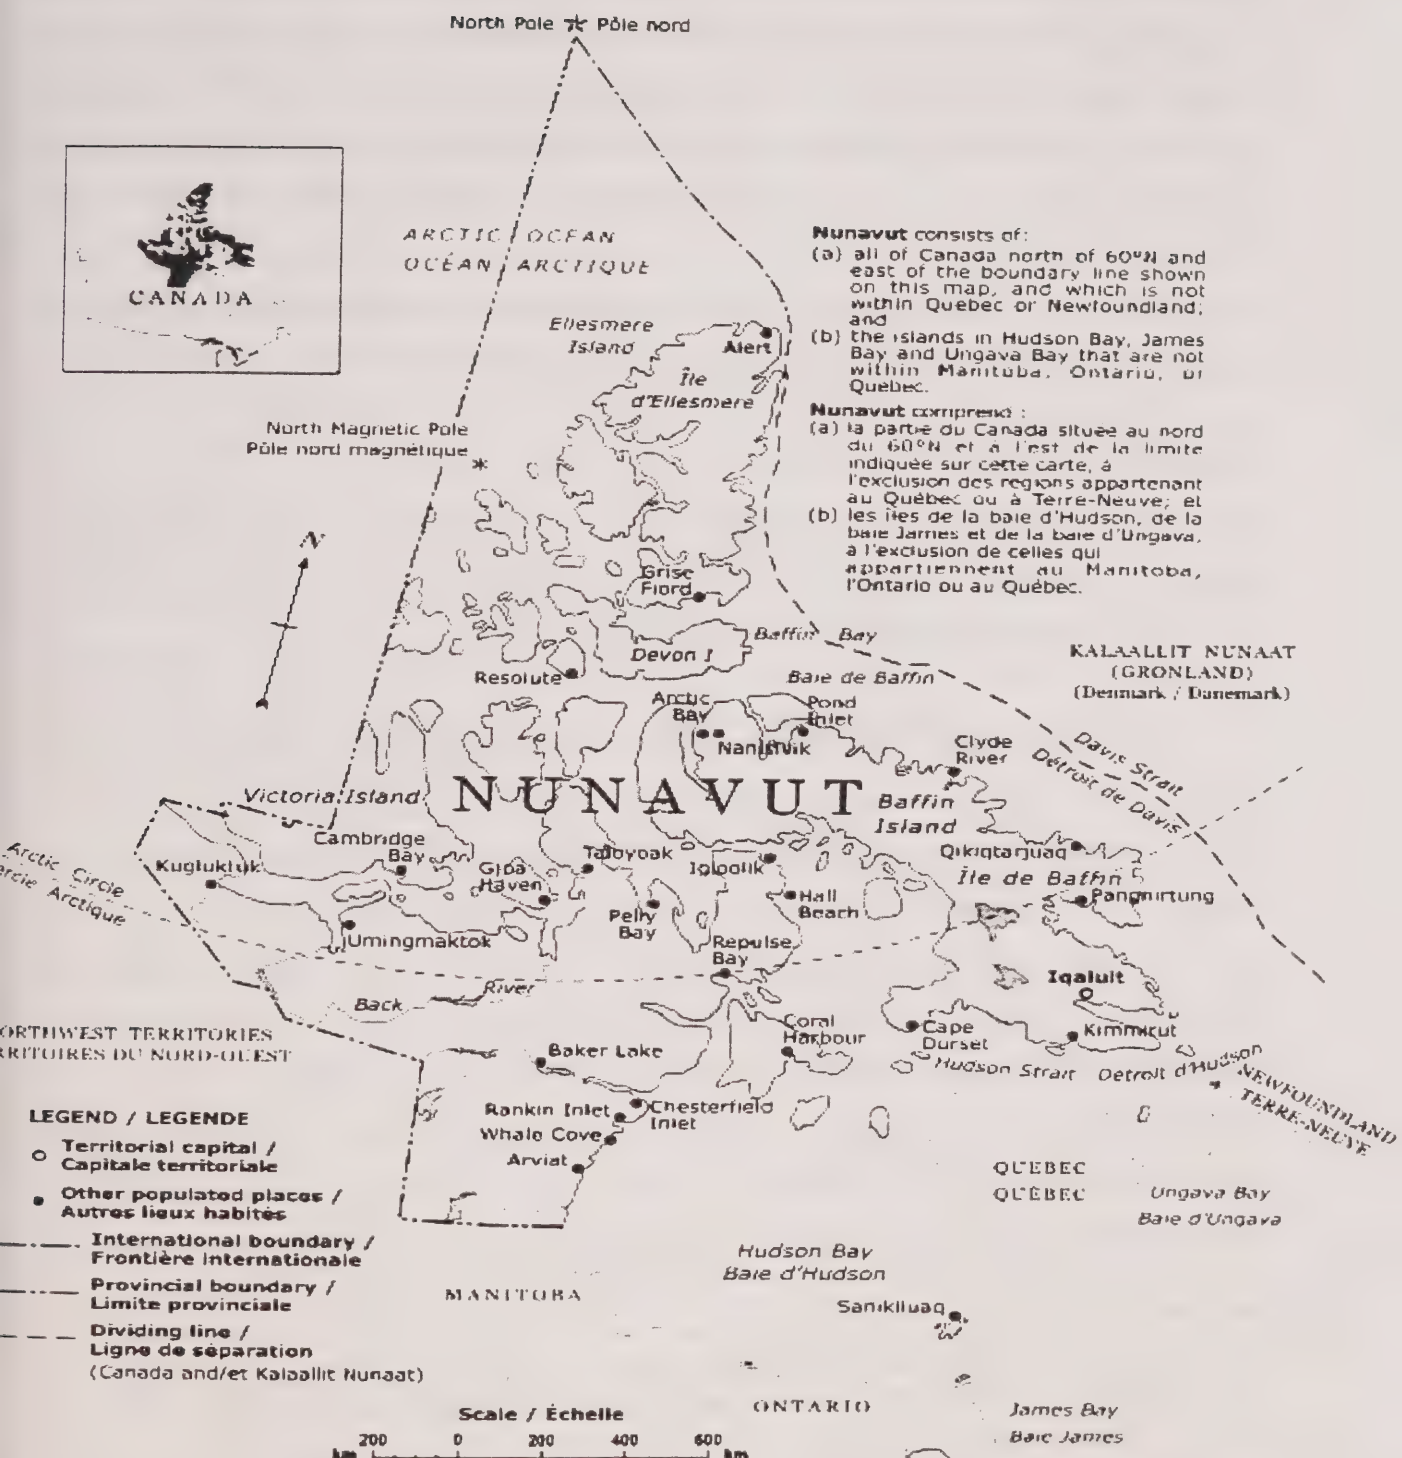 North Pole Pôle nord
CANADA
ARCTIC OCEAN
OCÉAN ARCTIQUE
Nunavut consists of:
(a) all of Canada north of 60°N and
east of the boundary line shown
on this map, and which is not
within Quebec or Newfoundland;
and
(b) the islands in Hudson Bay, James
Bay and Ungava Bay that are not
within Manitoba, Ontario, or
Quebec.
Nunavut comprend :
(a) la partie du Canada située au nord
du 60°N et à l'est de la limite
indiquée sur cette carte, à
l'exclusion des régions appartenant
au Québec ou à Terre-Neuve; et
(b) les îles de la baie d'Hudson, de la
baie James et de la baie d'Ungava,
à l'exclusion de celles qui
appartiennent au Manitoba,
l'Ontario ou au Québec.
Ellesmere
Island
Alert
Île
d'Ellesmere
North Magnetic Pole
Pôle nord magnétique
N
Grise
Fiord
Baffin Bay
Devon I
Baie de Baffin
KALAALLIT NUNAAT
(GRONLAND)
(Denmark / Danemark)
Resolute
Arctic
Bay
Pond
Inlet
Nanisivik
Clyde
River
Davis Strait
Détroit de Davis
Victoria Island
NUNAVUT
Baffin
Island
Cambridge
Bay
Taloyoak
Igloolik
Qikiqtarjuaq
Arctic Circle
Arctique
Kugluktuk
Gjoa
Haven
Île de Baffin
Pangnirtung
Hall
Beach
Pelly
Bay
Umingmaktok
Repulse
Bay
Iqaluit
Back River
ORTHWEST TERRITORIES
RRITOIRES DU NORD-OUEST
Coral
Harbour
Cape
Dorset
Kimmirut
Baker Lake
Hudson Strait Détroit d'Hudson
NEWFOUNDLAND
TERRE-NEUVE
LEGEND / LEGENDE
Territorial capital /
Capitale territoriale
Other populated places /
Autres lieux habités
International boundary /
Frontière internationale
Provincial boundary /
Limite provinciale
Dividing line /
Ligne de séparation
(Canada and/et Kalaallit Nunaat)
Rankin Inlet
Chesterfield
Inlet
Whale Cove
Arviat
QUEBEC
QUÉBEC
Ungava Bay
Baie d'Ungava
Hudson Bay
Baie d'Hudson
MANITOBA
Sanikiluaq
ONTARIO
James Bay
Baie James
Scale / Échelle
km 200 0 200 400 600 km